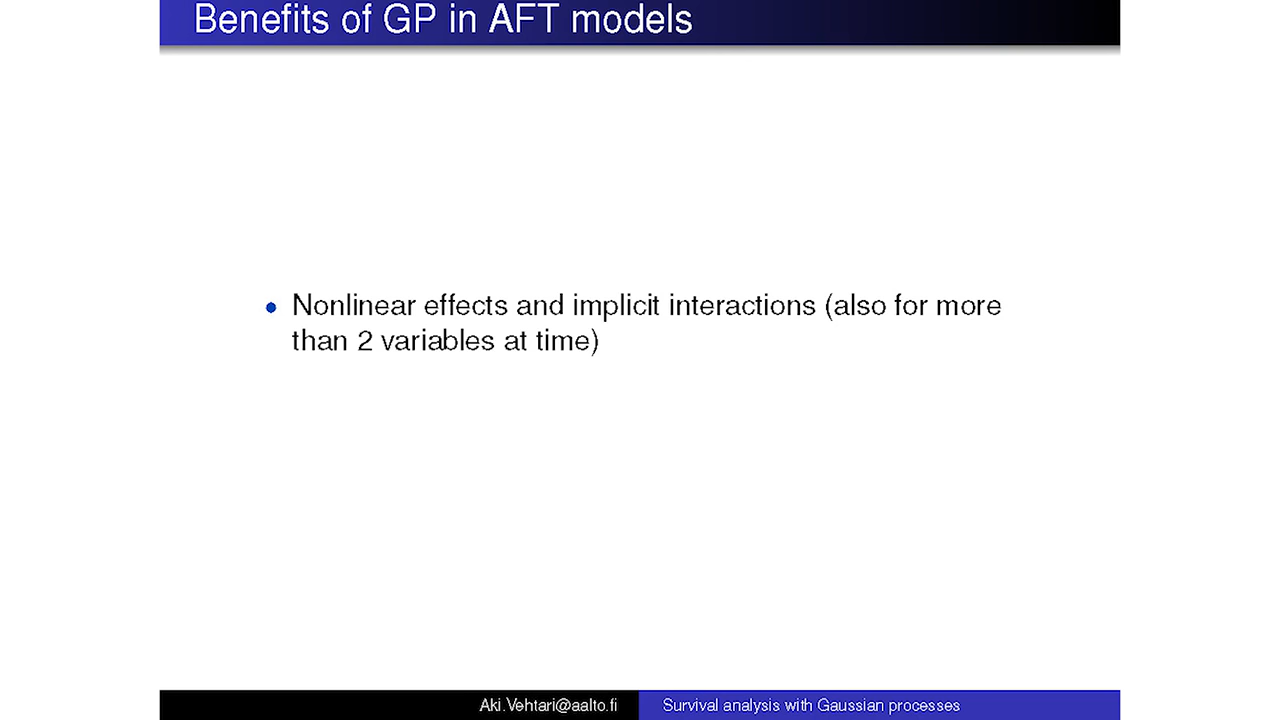 Benefits of GP in AFT models
• Nonlinear effects and implicit interactions (also for more
than 2 variables at time)
Aki.Vehtari@aalto.fi
Survival analysis with Gaussian processes